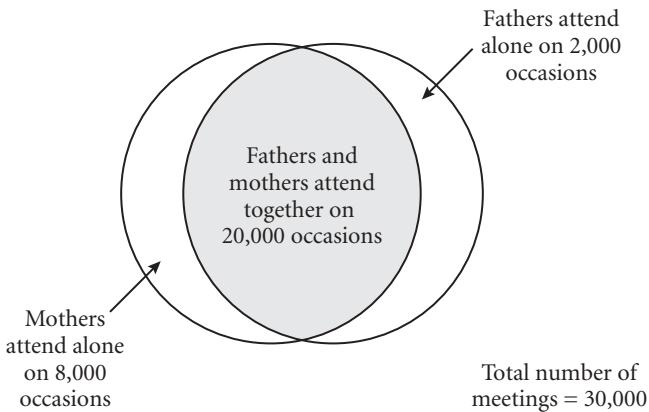 Fathers attend
alone on 2,000
occasions
Fathers and
mothers attend
together on
20,000 occasions
Mothers
attend alone
on 8,000
occasions
Total number of
meetings = 30,000